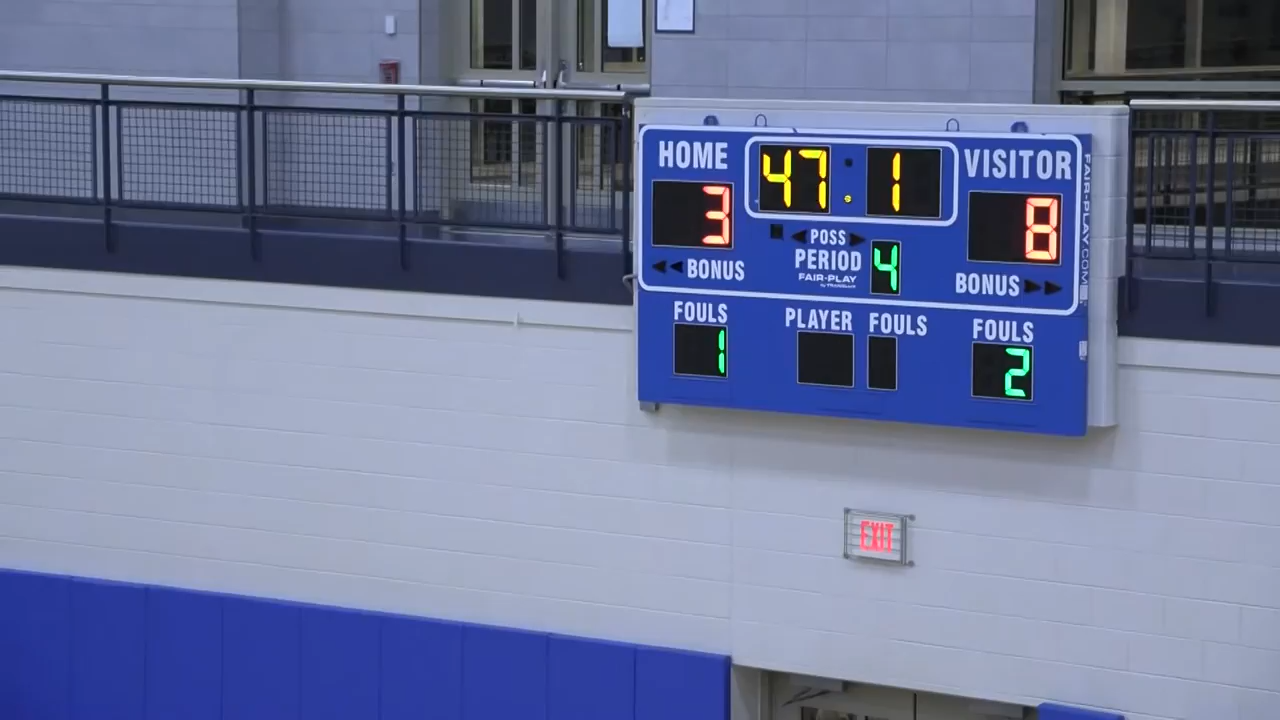 HOME 47.1 VISITOR
3 8
◀ POSS ▶
PERIOD 4
◀◀ BONUS
FAIR-PLAY
BONUS ▶▶
FAIR-PLAY.COM
FOULS PLAYER FOULS FOULS
1 2
EXIT